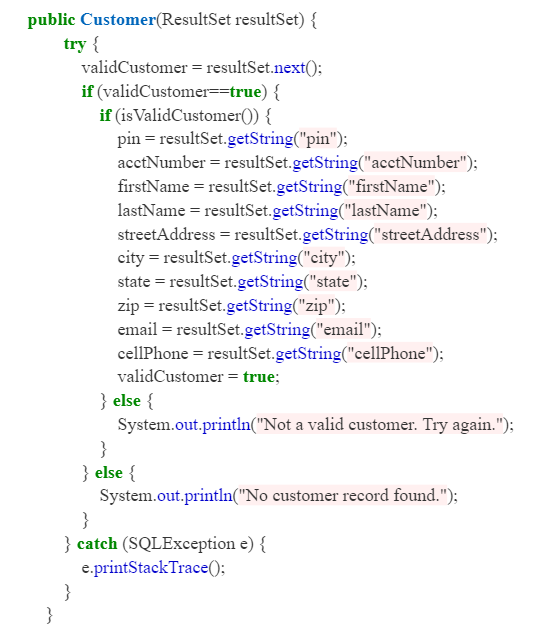 public Customer(ResultSet resultSet) {
try {
validCustomer = resultSet.next();
if (validCustomer==true) {
if (isValidCustomer()) {
pin = resultSet.getString("pin");
acctNumber = resultSet.getString("acctNumber");
firstName = resultSet.getString("firstName");
lastName = resultSet.getString("lastName");
streetAddress = resultSet.getString("streetAddress");
city = resultSet.getString("city");
state = resultSet.getString("state");
zip = resultSet.getString("zip");
email = resultSet.getString("email");
cellPhone = resultSet.getString("cellPhone");
validCustomer = true;
} else {
System.out.println("Not a valid customer. Try again.");
}
} else {
System.out.println("No customer record found.");
}
} catch (SQLException e) {
e.printStackTrace();
}
}